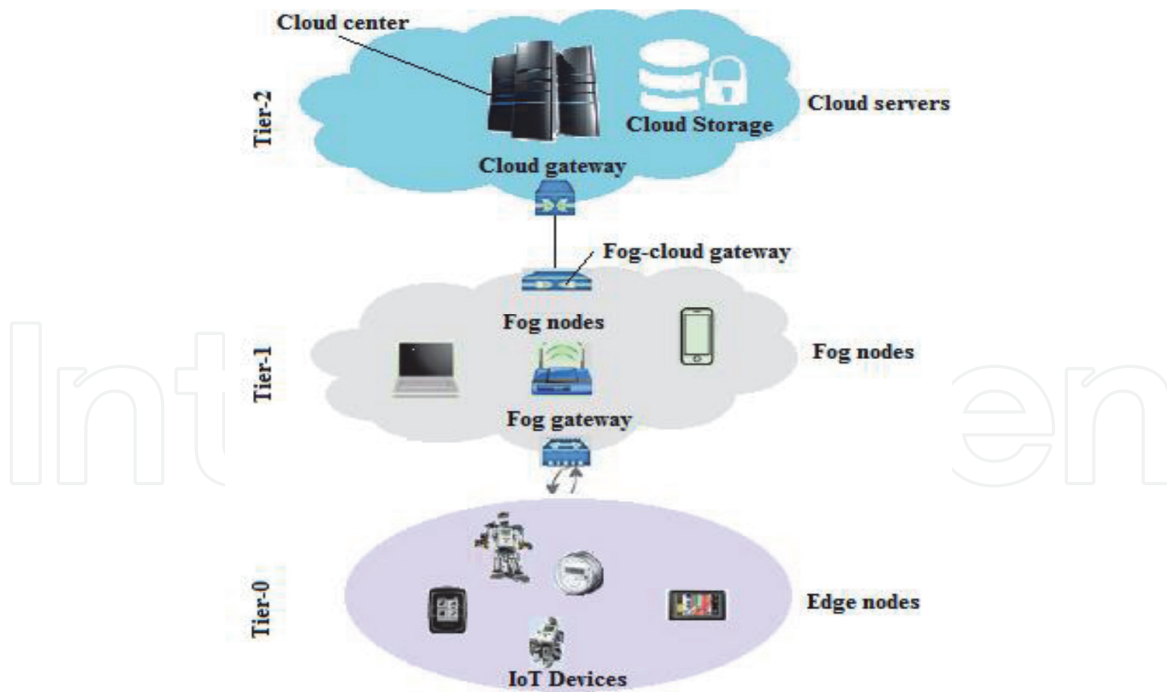 Cloud center
Tier-2
Cloud servers
Cloud Storage
Cloud gateway
Fog-cloud gateway
Fog nodes
Tier-1
Fog nodes
Fog gateway
Tier-0
Edge nodes
IoT Devices